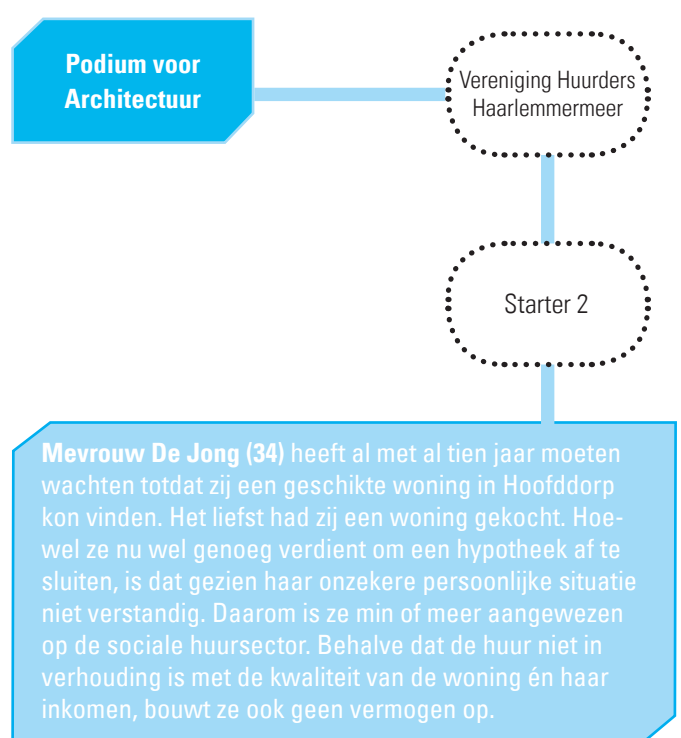 Podium voor
Architectuur
Vereniging Huurders
Haarlemmermeer
Starter 2
Mevrouw De Jong (34) heeft al met al tien jaar moeten
wachten totdat zij een geschikte woning in Hoofddorp
kon vinden. Het liefst had zij een woning gekocht. Hoe-
wel ze nu wel genoeg verdient om een hypotheek af te
sluiten, is dat gezien haar onzekere persoonlijke situatie
niet verstandig. Daarom is ze min of meer aangewezen
op de sociale huursector. Behalve dat de huur niet in
verhouding is met de kwaliteit van de woning én haar
inkomen, bouwt ze ook geen vermogen op.